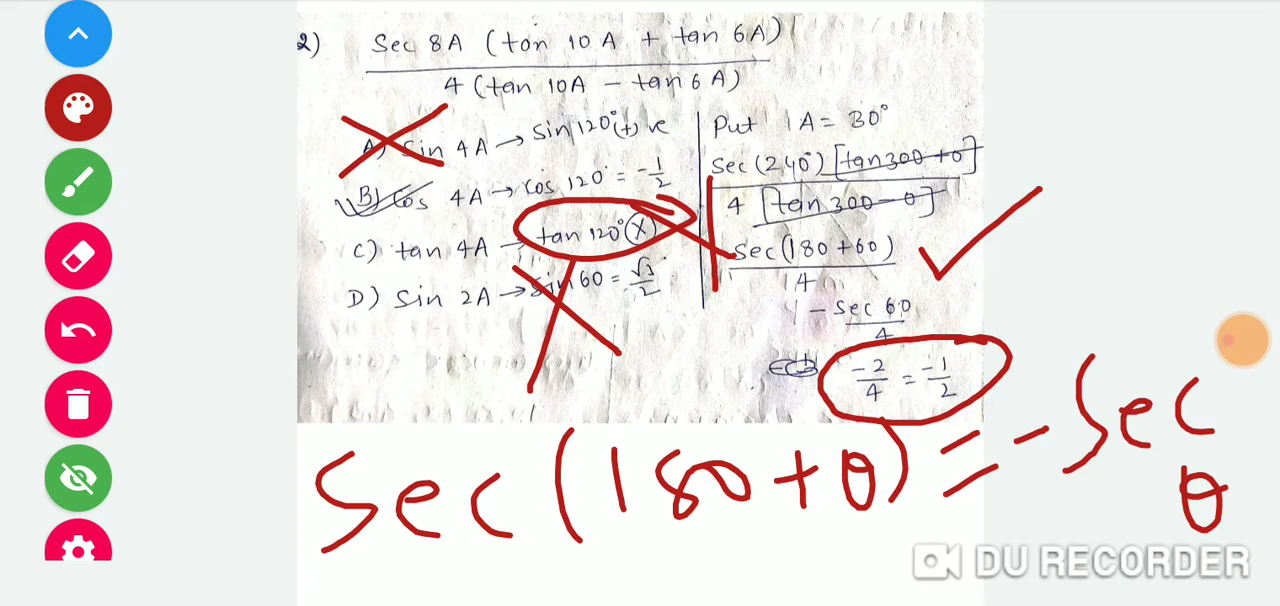 2) Sec 8A (tan 10 A + tan 6A)
4 (tan 10A - tan 6 A)
A) Sin 4A → Sin 120° (+) ve
B) Cos 4A → Cos 120° = -1/2
C) tan 4A → tan 120° (X)
D) Sin 2A → Sin 60 = √3/2
Put A = 30°
Sec (240°) [tan 300 + 0]
4 [tan 300 - 0]
Sec (180 + 60)
4
- Sec 60
4
-2/4 = -1/2
Sec (180 + θ) = - Sec θ
DU RECORDER